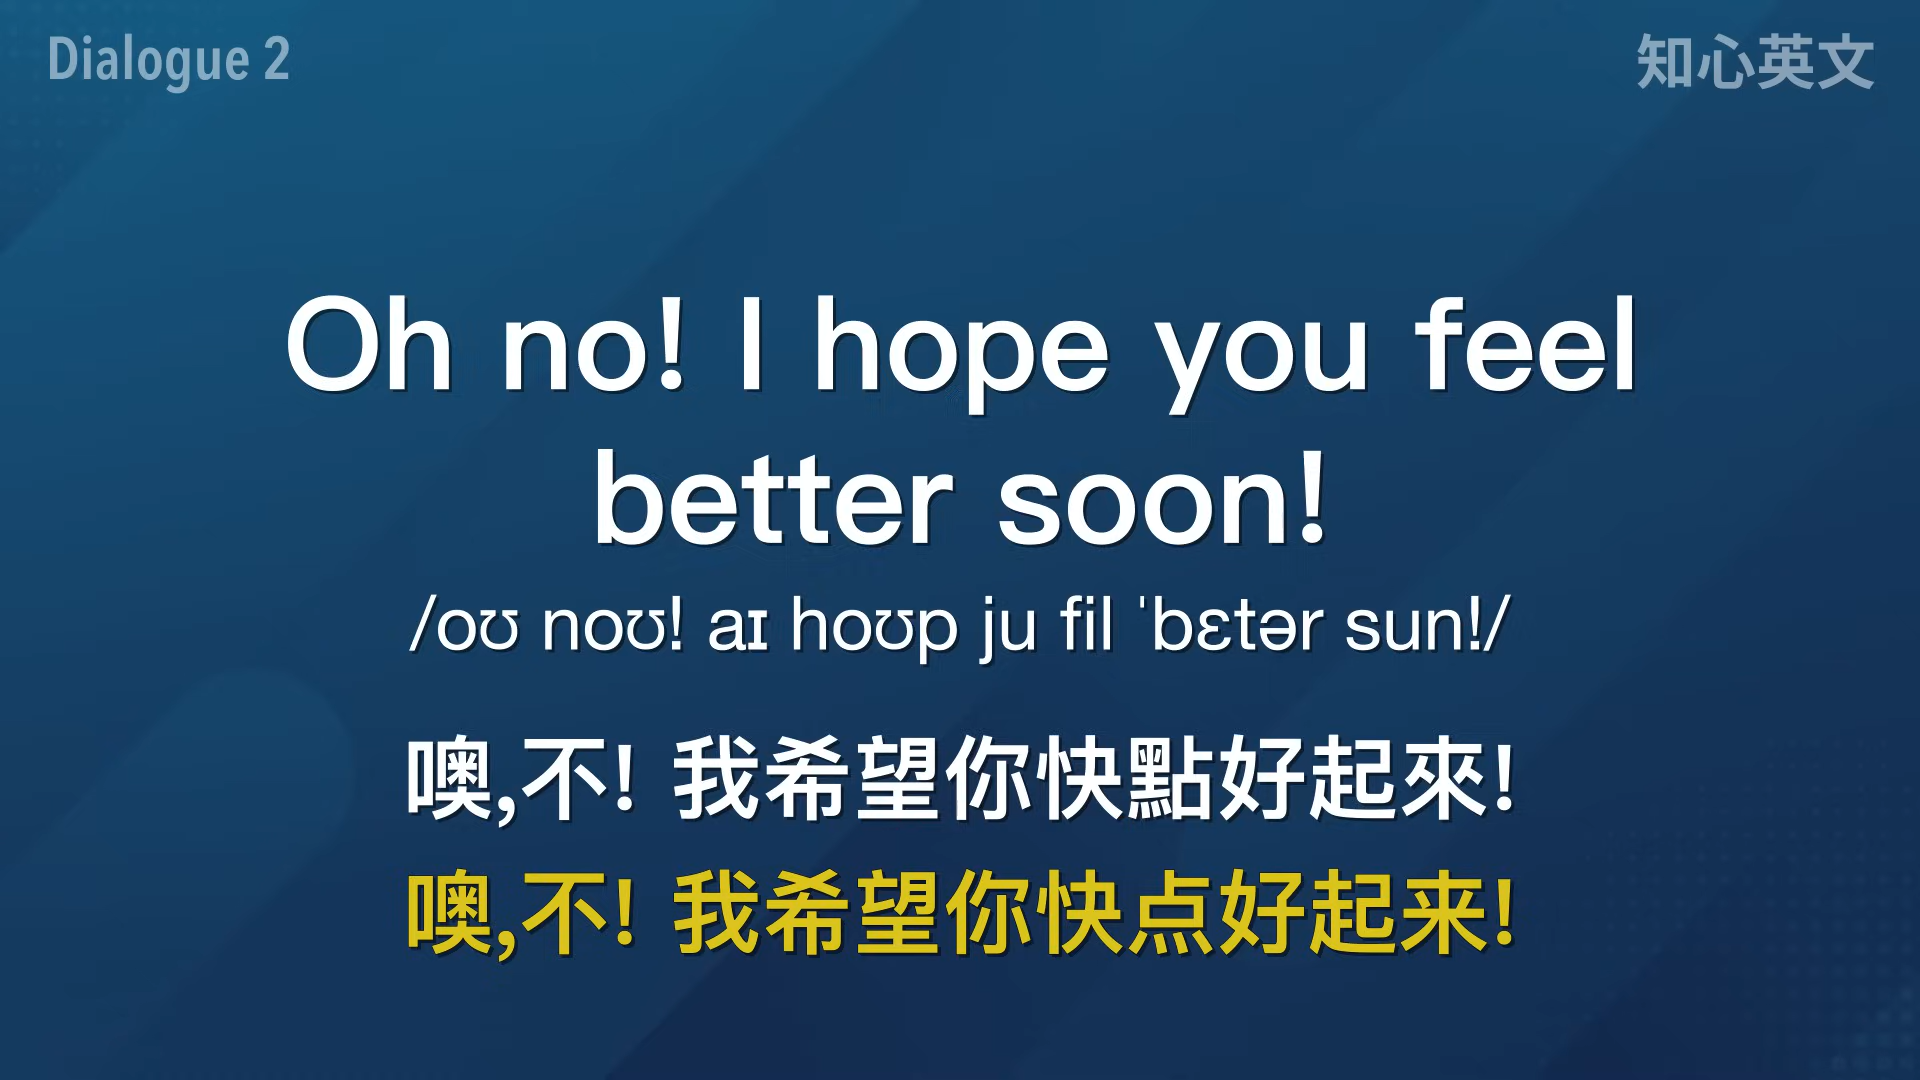 Dialogue 2
知心英文
Oh no! I hope you feel
better soon!
/oʊ noʊ! aɪ hoʊp ju fil ˈbɛtər sun!/
噢,不! 我希望你快點好起來!
噢,不! 我希望你快点好起来!